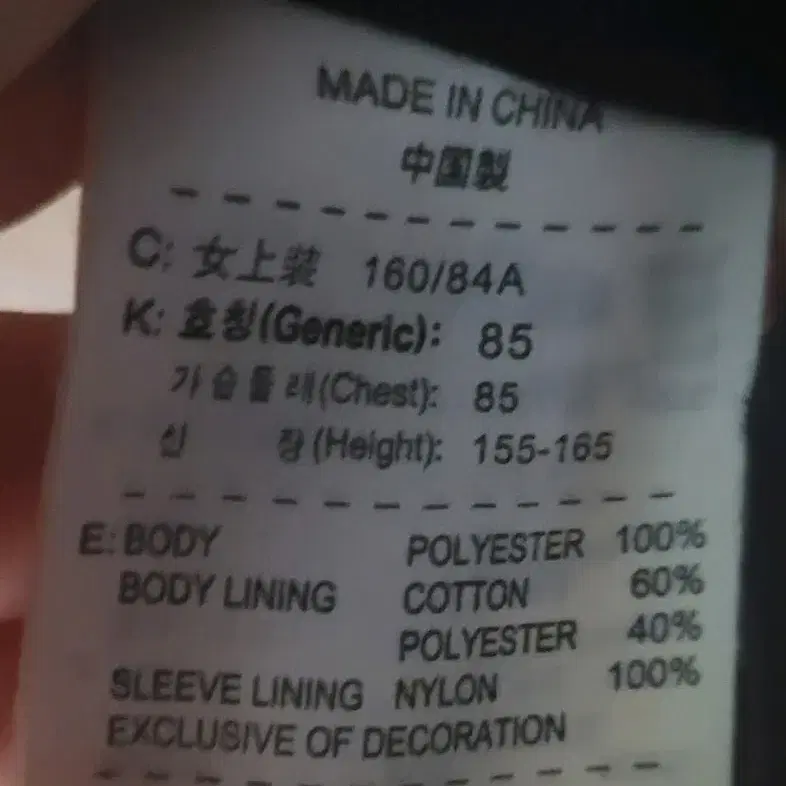 MADE IN CHINA
中国製
C: 女上装 160/84A
K: 호칭(Generic): 85
가슴둘레(Chest): 85
신 장(Height): 155-165
E: BODY POLYESTER 100%
BODY LINING COTTON 60%
POLYESTER 40%
SLEEVE LINING NYLON 100%
EXCLUSIVE OF DECORATION